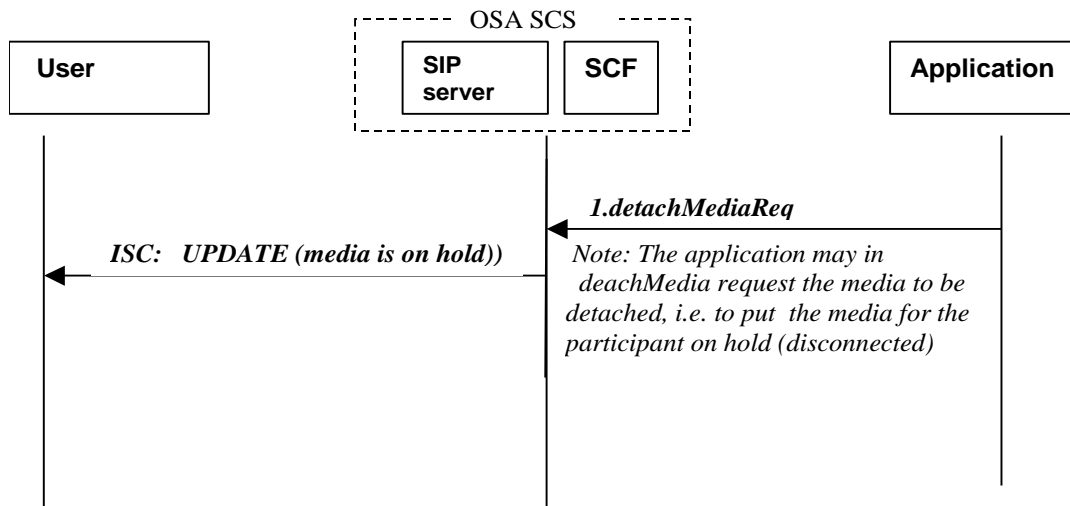 OSA SCS
User
SIP
server
SCF
Application
1.detachMediaReq
ISC: UPDATE (media is on hold))
Note: The application may in
deachMedia request the media to be
detached, i.e. to put the media for the
participant on hold (disconnected)